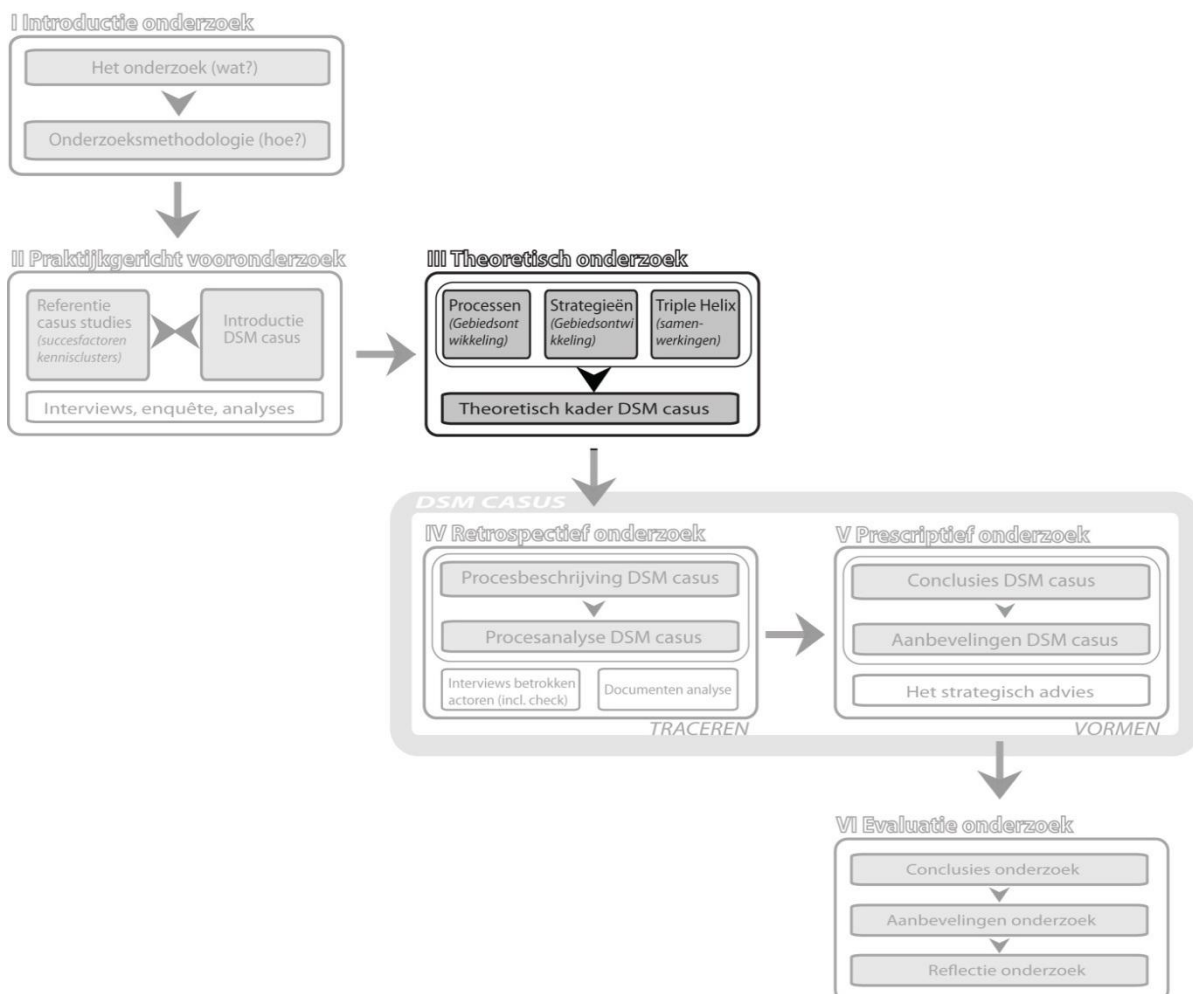 I Introductie onderzoek
Het onderzoek (wat?)
Onderzoeksmethodologie (hoe?)
II Praktijkgericht vooronderzoek
Referentie
casus studies
(succesfactoren
kennisclusters)
Introductie
DSM casus
Interviews, enquête, analyses
III Theoretisch onderzoek
Processen
(Gebiedsont
wikkeling)
Strategieën
(Gebiedsontwi
kkeling)
Triple Helix
(samen-
werkingen)
Theoretisch kader DSM casus
DSM CASUS
IV Retrospectief onderzoek
Procesbeschrijving DSM casus
Procesanalyse DSM casus
Interviews betrokken
actoren (incl. check)
Documenten analyse
TRACEREN
V Prescriptief onderzoek
Conclusies DSM casus
Aanbevelingen DSM casus
Het strategisch advies
VORMEN
VI Evaluatie onderzoek
Conclusies onderzoek
Aanbevelingen onderzoek
Reflectie onderzoek